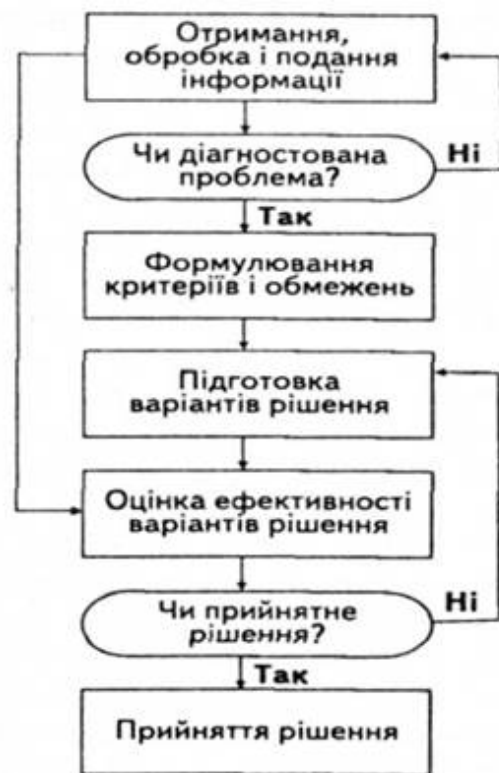 Отримання,
обробка і подання
інформації
Чи діагностована
проблема?
Ні
Так
Формулювання
критеріїв і обмежень
Підготовка
варіантів рішення
Оцінка ефективності
варіантів рішення
Чи прийнятне
рішення?
Ні
Так
Прийняття рішення